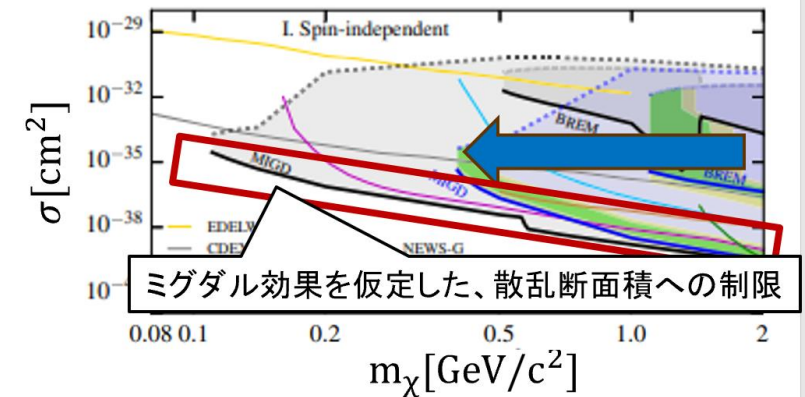 10⁻²⁹
I. Spin-independent
10⁻³²
BREM
10⁻³⁵
MIGD
MIGD
BREM
σ[cm²]
10⁻³⁸
EDELW
CDEX
NEWS-G
10⁻
ミグダル効果を仮定した、散乱断面積への制限
0.08 0.1 0.2 0.5 1.0 2
mχ[GeV/c²]